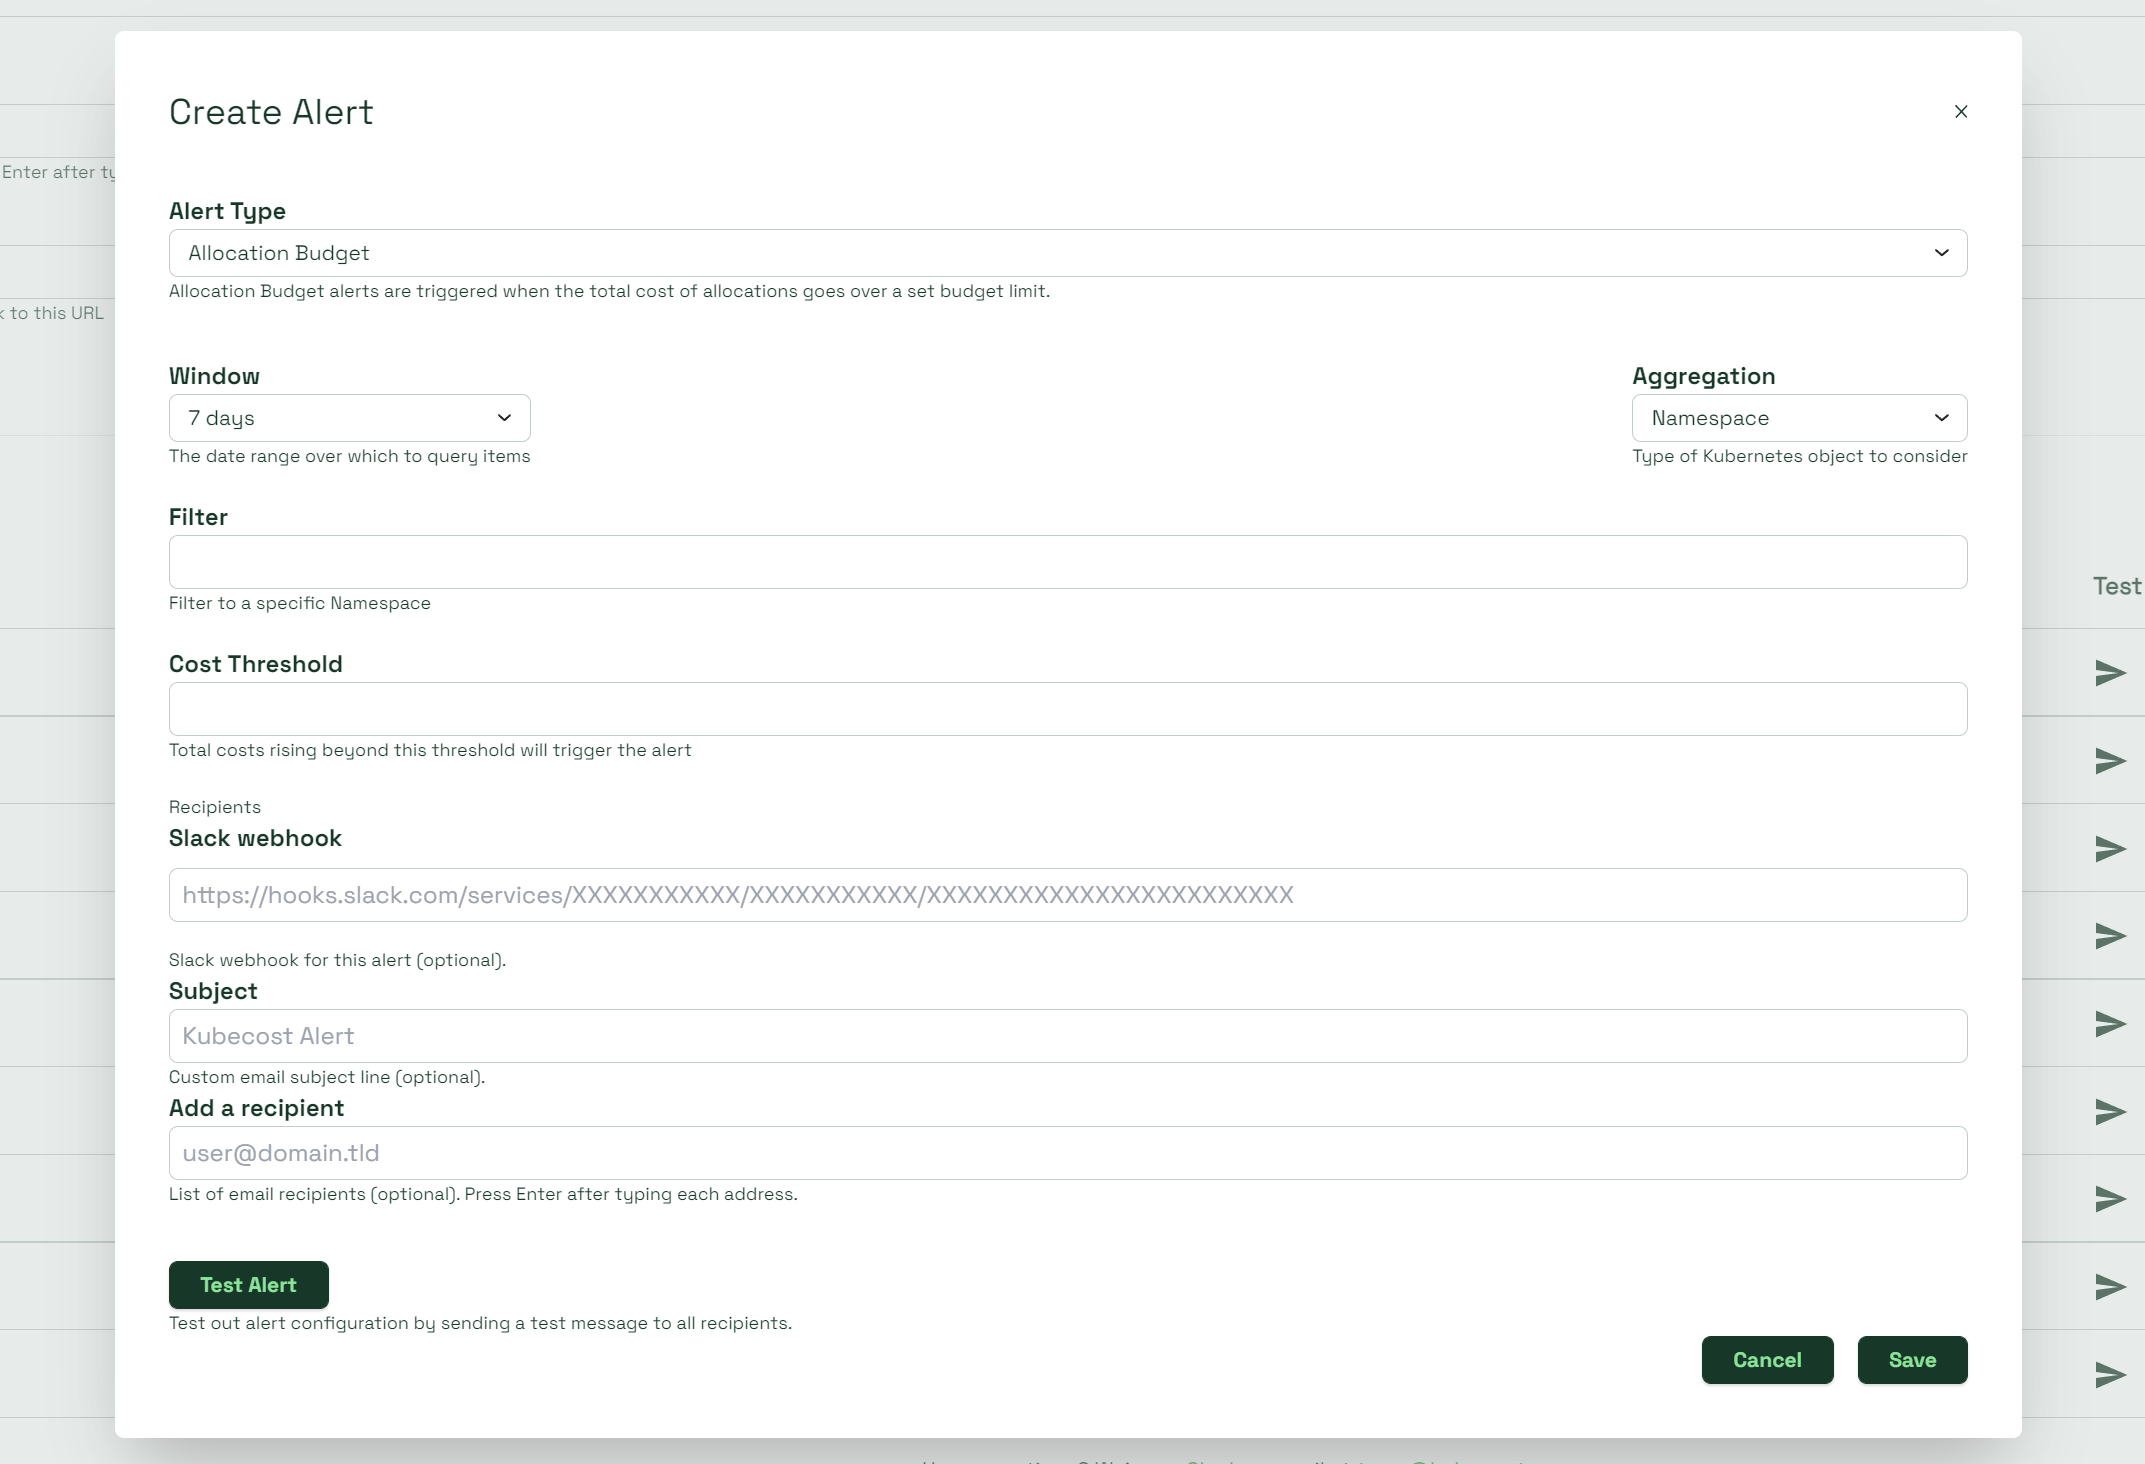 Create Alert
Enter after ty
Alert Type
Allocation Budget
Allocation Budget alerts are triggered when the total cost of allocations goes over a set budget limit.
to this URL
Window
Aggregation
7 days
Namespace
The date range over which to query items
Type of Kubernetes object to consider
Filter
Filter to a specific Namespace
Test
Cost Threshold
Total costs rising beyond this threshold will trigger the alert
Recipients
Slack webhook
https://hooks.slack.com/services/XXXXXXXXXXX/XXXXXXXXXXX/XXXXXXXXXXXXXXXXXXXXXXXX
Slack webhook for this alert (optional).
Subject
Kubecost Alert
Custom email subject line (optional).
Add a recipient
user@domain.tld
List of email recipients (optional). Press Enter after typing each address.
Test Alert
Test out alert configuration by sending a test message to all recipients.
Cancel
Save